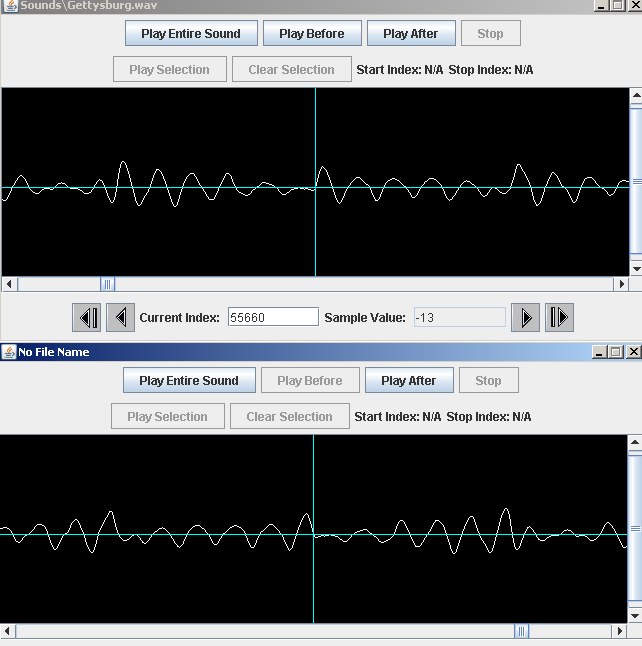 Sounds\Gettysburg.wav
Play Entire Sound Play Before Play After Stop
Play Selection Clear Selection Start Index: N/A Stop Index: N/A
Current Index: 55660 Sample Value: -13
No File Name
Play Entire Sound Play Before Play After Stop
Play Selection Clear Selection Start Index: N/A Stop Index: N/A